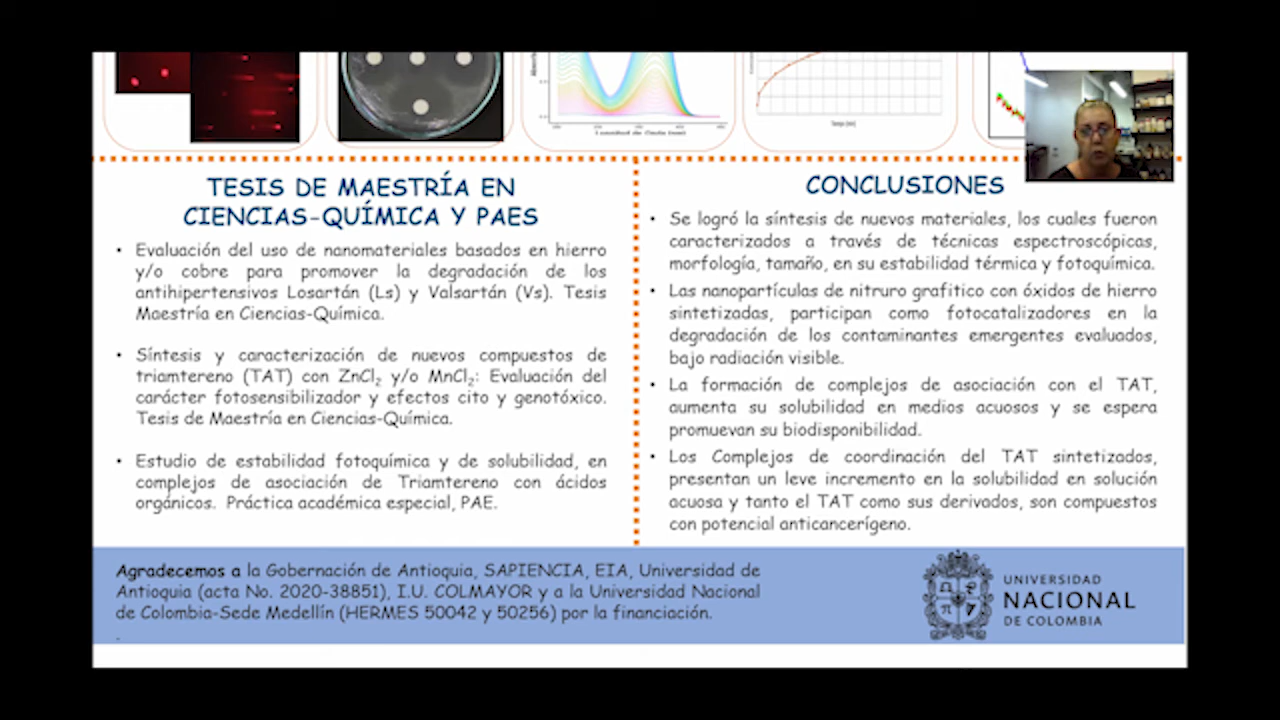 Longitud de Onda (nm)
TESIS DE MAESTRÍA EN
CIENCIAS-QUÍMICA Y PAES
• Evaluación del uso de nanomateriales basados en hierro
y/o cobre para promover la degradación de los
antihipertensivos Losartán (Ls) y Valsartán (Vs). Tesis
Maestría en Ciencias-Química.
• Síntesis y caracterización de nuevos compuestos de
triamtereno (TAT) con ZnCl₂ y/o MnCl₂: Evaluación del
carácter fotosensibilizador y efectos cito y genotóxico.
Tesis de Maestría en Ciencias-Química.
• Estudio de estabilidad fotoquímica y de solubilidad, en
complejos de asociación de Triamtereno con ácidos
orgánicos. Práctica académica especial, PAE.
CONCLUSIONES
• Se logró la síntesis de nuevos materiales, los cuales fueron
caracterizados a través de técnicas espectroscópicas,
morfología, tamaño, en su estabilidad térmica y fotoquímica.
• Las nanopartículas de nitruro grafitico con óxidos de hierro
sintetizadas, participan como fotocatalizadores en la
degradación de los contaminantes emergentes evaluados,
bajo radiación visible.
• La formación de complejos de asociación con el TAT,
aumenta su solubilidad en medios acuosos y se espera
promuevan su biodisponibilidad.
• Los Complejos de coordinación del TAT sintetizados,
presentan un leve incremento en la solubilidad en solución
acuosa y tanto el TAT como sus derivados, son compuestos
con potencial anticancerígeno.
Agradecemos a la Gobernación de Antioquia, SAPIENCIA, EIA, Universidad de
Antioquia (acta No. 2020-38851), I.U. COLMAYOR y a la Universidad Nacional
de Colombia-Sede Medellín (HERMES 50042 y 50256) por la financiación.
.
UNIVERSIDAD
NACIONAL
DE COLOMBIA